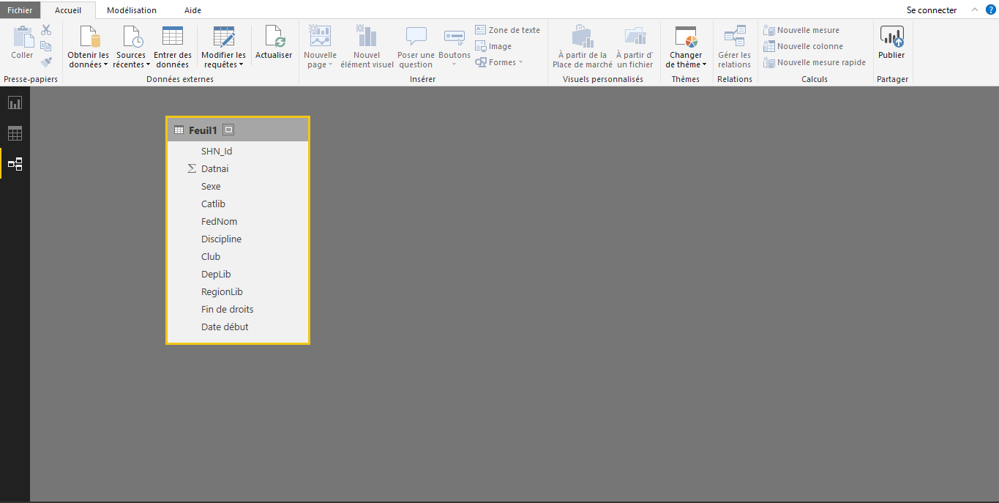 Fichier Accueil Modélisation Aide Se connecter
Coller
Presse-papiers
Obtenir les données
Sources récentes
Entrer des données
Modifier les requêtes
Actualiser
Données externes
Nouvelle page
Nouvel élément visuel
Poser une question
Boutons
Zone de texte
Image
Formes
Insérer
À partir de la Place de marché
À partir d' un fichier
Visuels personnalisés
Changer de thème
Thèmes
Gérer les relations
Relations
Nouvelle mesure
Nouvelle colonne
Nouvelle mesure rapide
Calculs
Publier
Partager
Feuil1
SHN_Id
Σ Datnai
Sexe
Catlib
FedNom
Discipline
Club
DepLib
RegionLib
Fin de droits
Date début